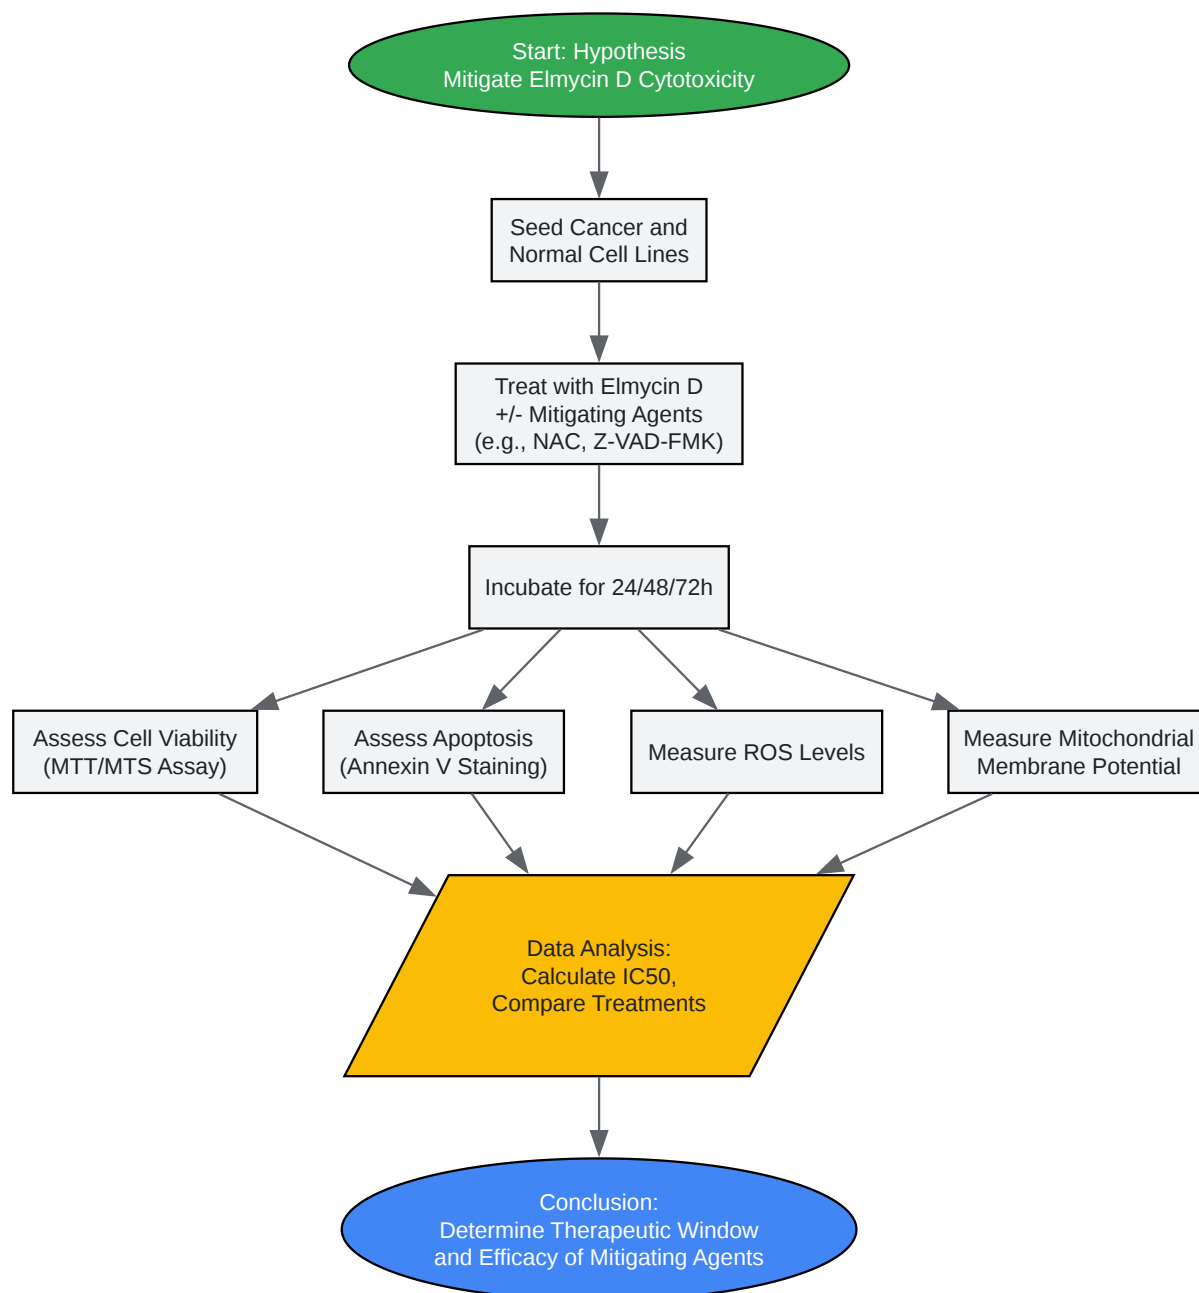 Start: Hypothesis
Mitigate Elmycin D Cytotoxicity
Seed Cancer and
Normal Cell Lines
Treat with Elmycin D
+/- Mitigating Agents
(e.g., NAC, Z-VAD-FMK)
Incubate for 24/48/72h
Assess Cell Viability
(MTT/MTS Assay)
Assess Apoptosis
(Annexin V Staining)
Measure ROS Levels
Measure Mitochondrial
Membrane Potential
Data Analysis:
Calculate IC50,
Compare Treatments
Conclusion:
Determine Therapeutic Window
and Efficacy of Mitigating Agents